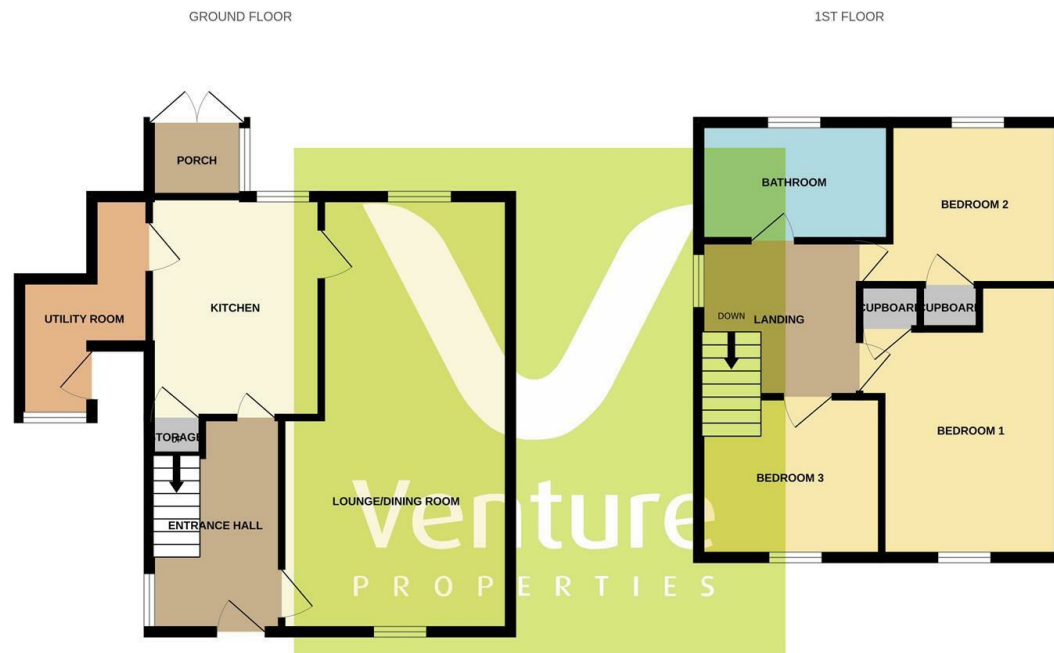 GROUND FLOOR
1ST FLOOR
PORCH
BATHROOM
BEDROOM 2
KITCHEN
UTILITY ROOM
CUPBOARD
CUPBOARD
DOWN
LANDING
STORAGE
UP
BEDROOM 1
BEDROOM 3
LOUNGE/DINING ROOM
ENTRANCE HALL
Venture
PROPERTIES